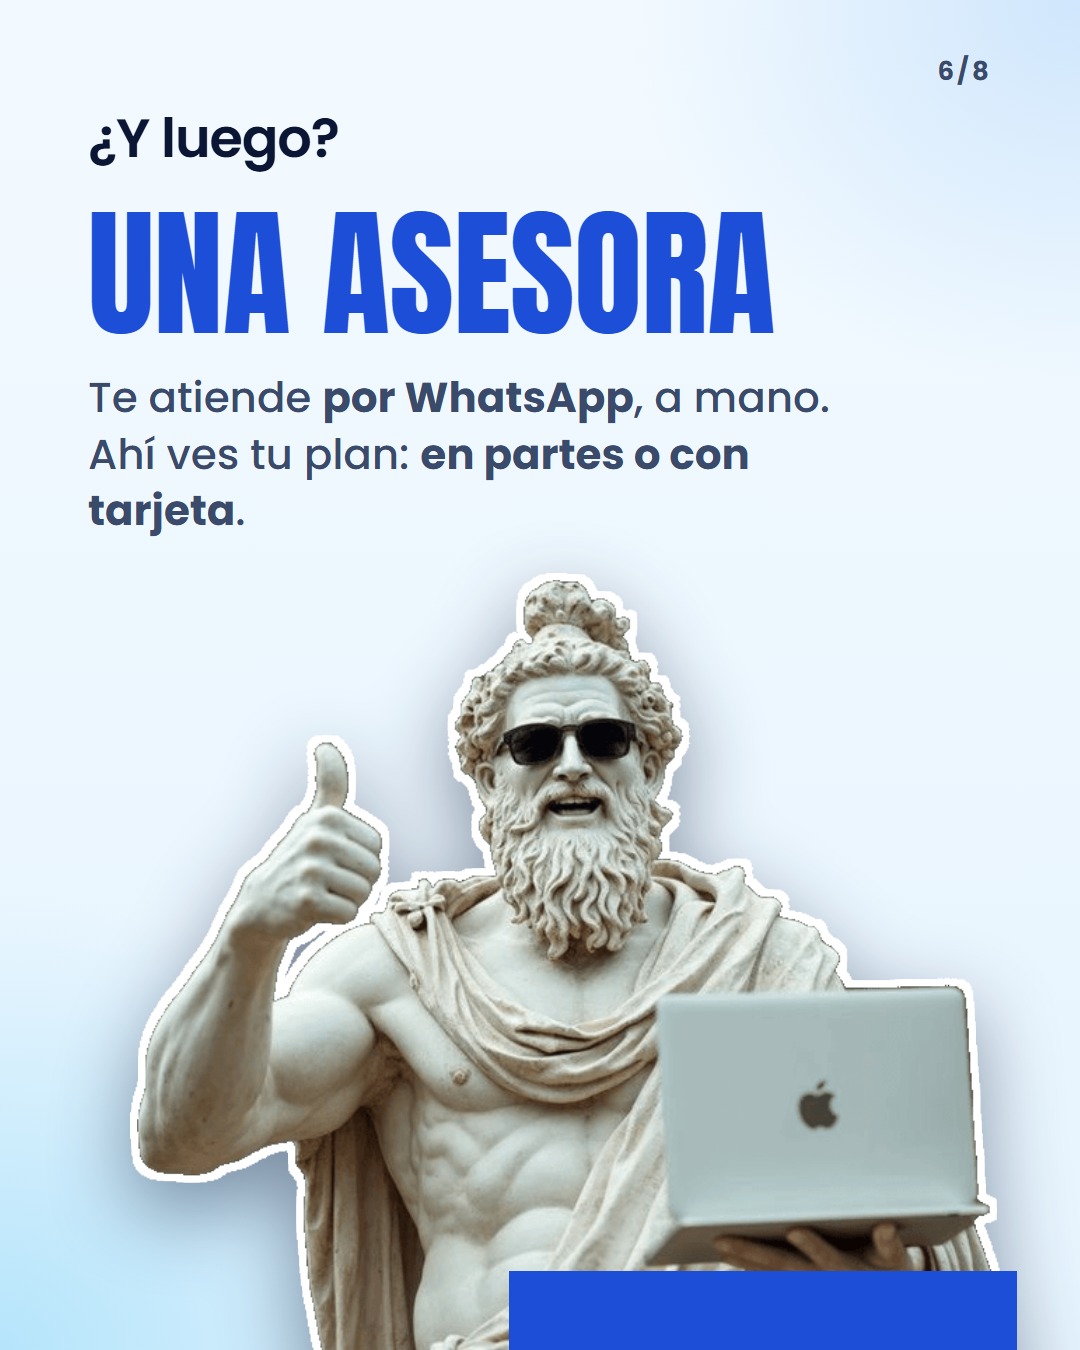 6/8
¿Y luego?
UNA ASESORA
Te atiende por WhatsApp, a mano.
Ahí ves tu plan: en partes o con
tarjeta.